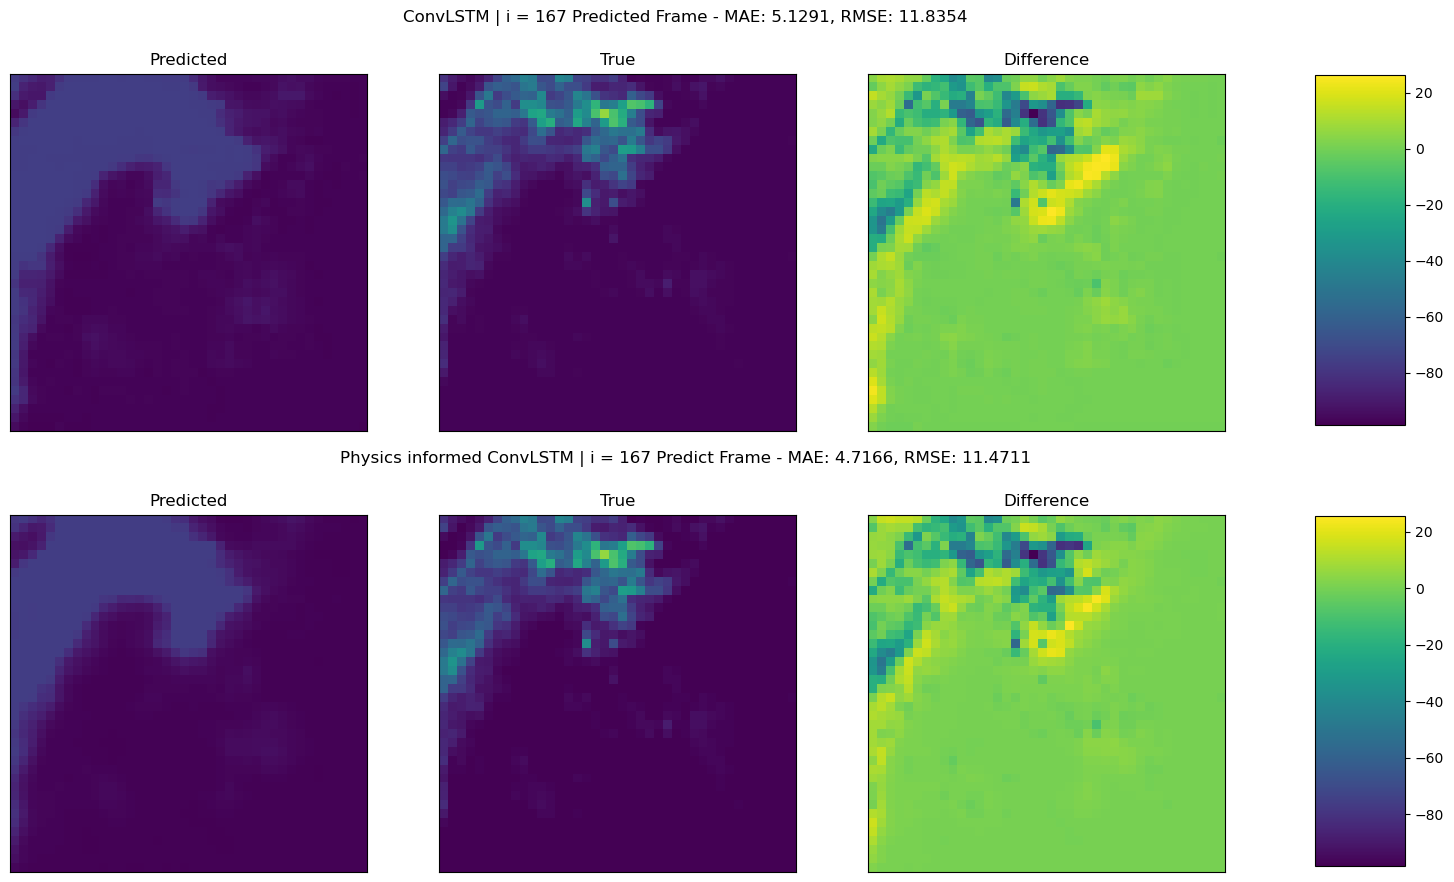 ConvLSTM | i = 167 Predicted Frame - MAE: 5.1291, RMSE: 11.8354
Predicted
True
Difference
20
0
−20
−40
−60
−80
Physics informed ConvLSTM | i = 167 Predict Frame - MAE: 4.7166, RMSE: 11.4711
Predicted
True
Difference
20
0
−20
−40
−60
−80